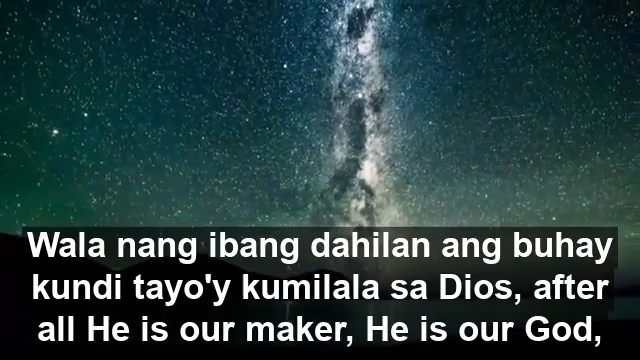 Wala nang ibang dahilan ang buhay
kundi tayo'y kumilala sa Dios, after
all He is our maker, He is our God,